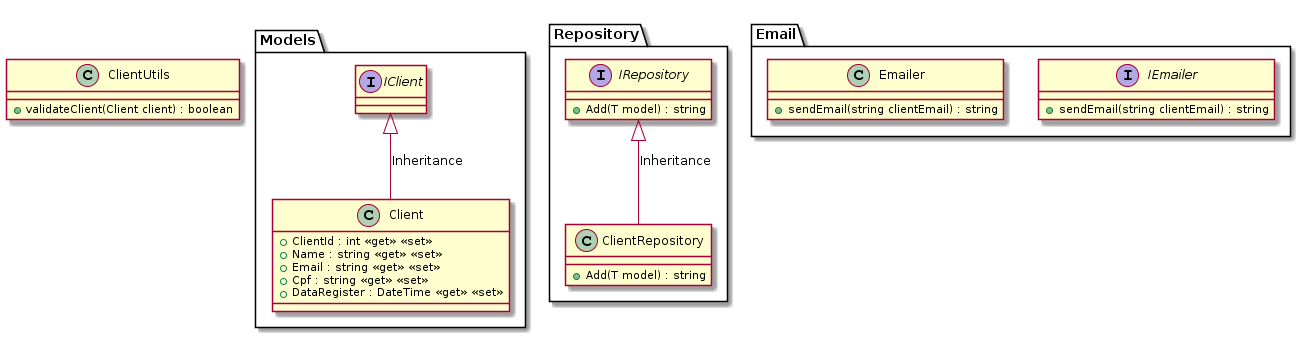 C ClientUtils
validateClient(Client client) : boolean
Models
I IClient
Inheritance
C Client
ClientId : int «get» «set»
Name : string «get» «set»
Email : string «get» «set»
Cpf : string «get» «set»
DataRegister : DateTime «get» «set»
Repository
I IRepository
Add(T model) : string
Inheritance
C ClientRepository
Add(T model) : string
Email
C Emailer
sendEmail(string clientEmail) : string
I IEmailer
sendEmail(string clientEmail) : string